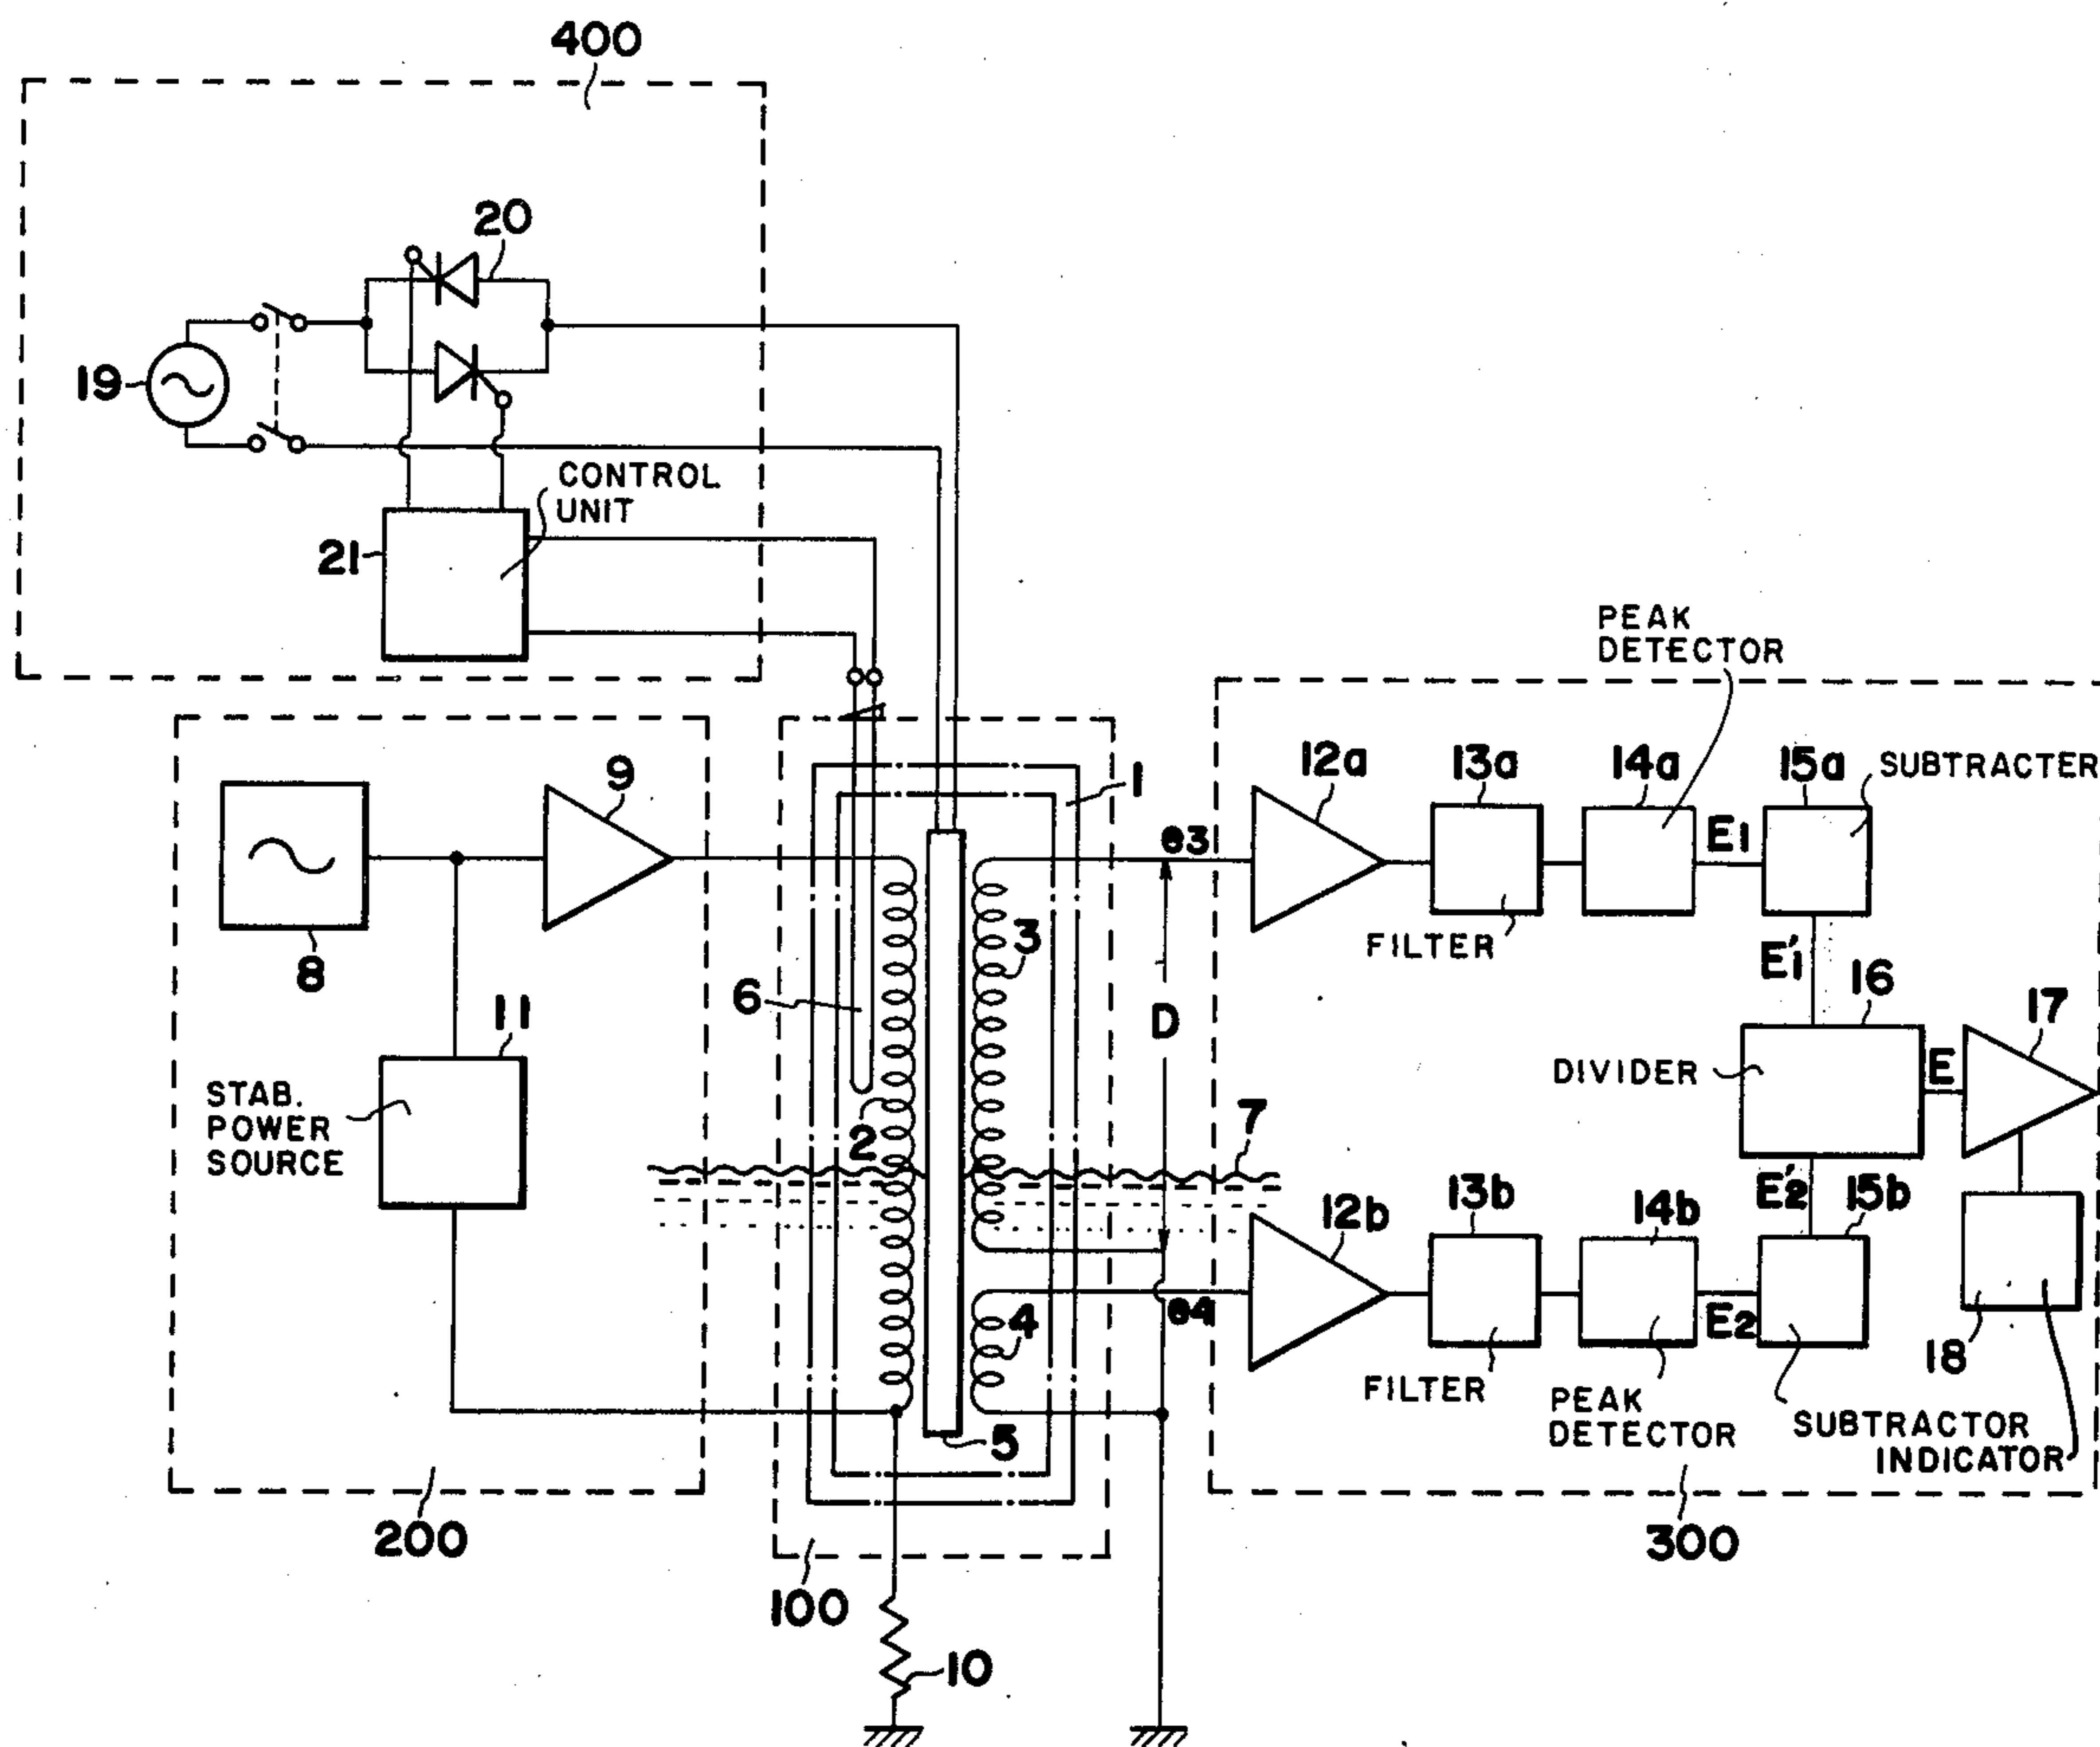 400
20
19
CONTROL
UNIT
21
PEAK
DETECTOR
9
1
12a
13a
14a
15a
SUBTRACTER
e3
E1
8
3
FILTER
E'1
16
6
D
17
11
DIVIDER
E
STAB.
POWER
SOURCE
2
7
E'2
15b
13b
14b
12b
e4
4
E2
18
FILTER
PEAK
DETECTOR
SUBTRACTOR
INDICATOR
5
200
300
100
10